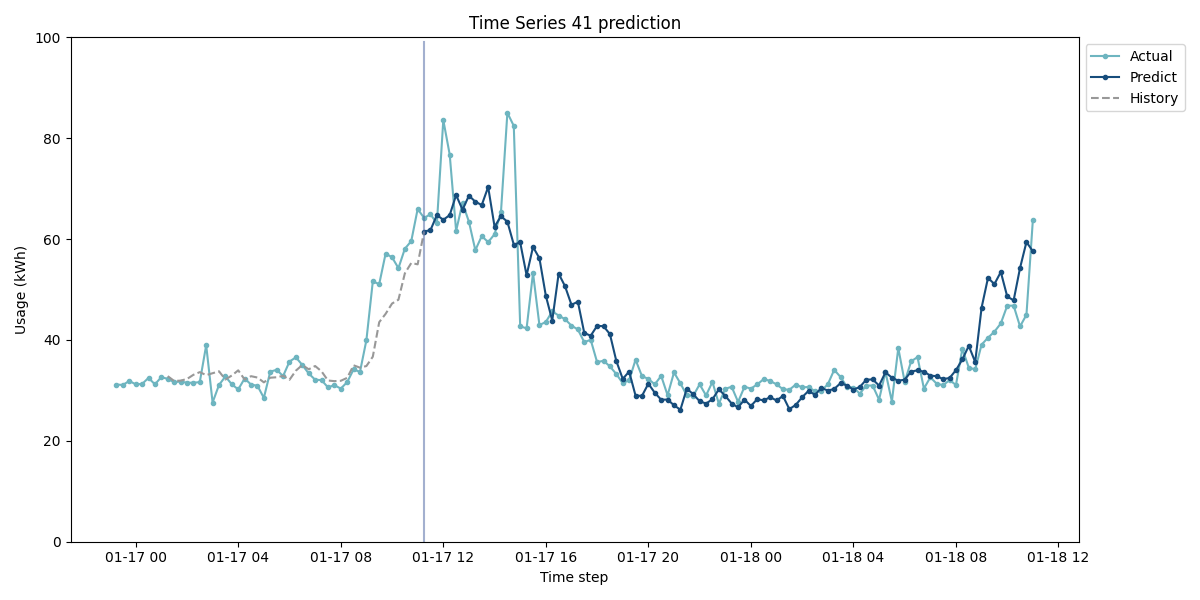 Time Series 41 prediction
Usage (kWh)
100
80
60
40
20
0
01-17 00
01-17 04
01-17 08
01-17 12
01-17 16
01-17 20
01-18 00
01-18 04
01-18 08
01-18 12
Time step
Actual
Predict
History